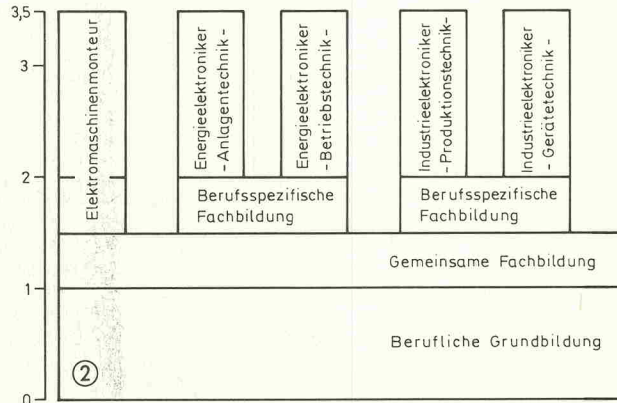 3,5
3
2
1
0
Elektromaschinenmonteur
Energieelektroniker
- Anlagentechnik -
Energieelektroniker
- Betriebstechnik -
Industrieelektroniker
- Produktionstechnik -
Industrieelektroniker
- Gerätetechnik -
Berufsspezifische
Fachbildung
Berufsspezifische
Fachbildung
Gemeinsame Fachbildung
Berufliche Grundbildung
2